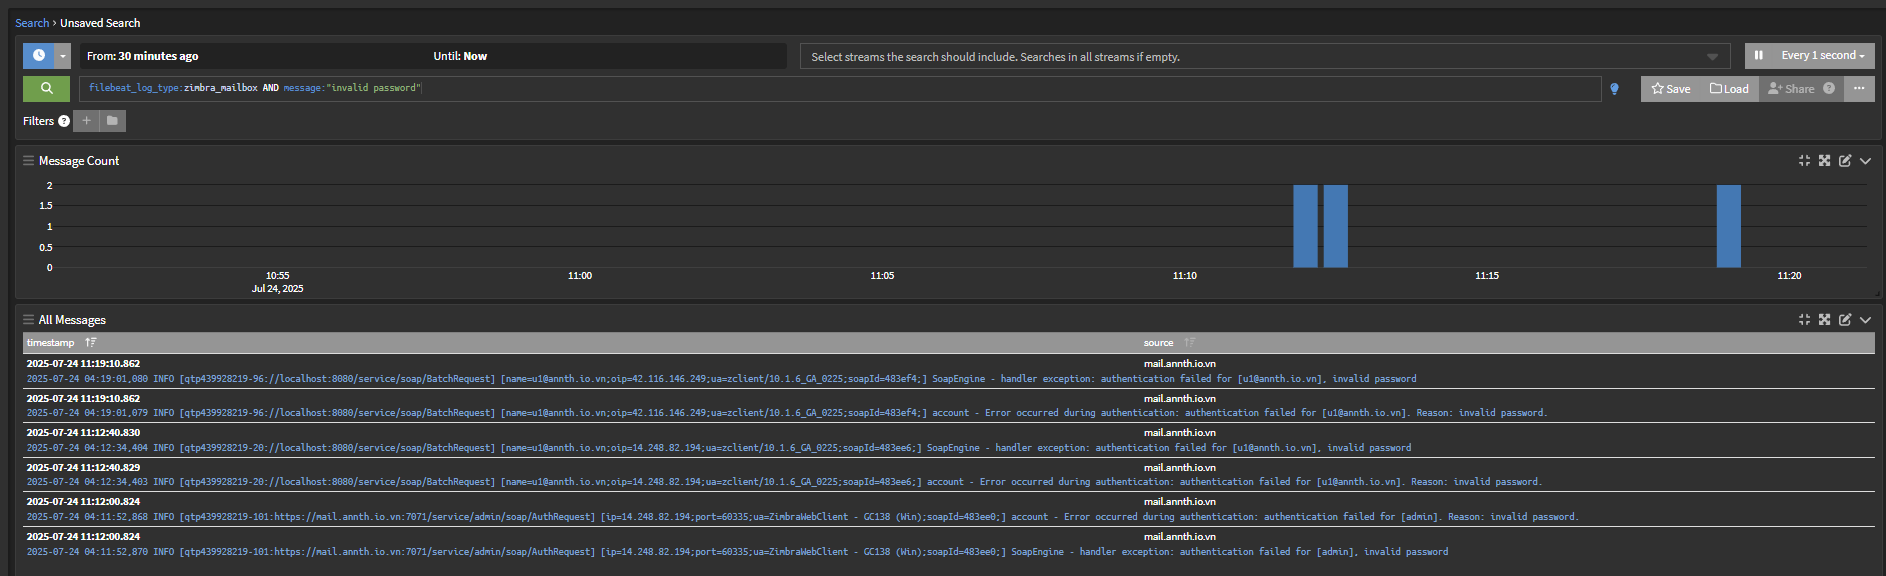 Search › Unsaved Search
From: 30 minutes ago Until: Now Select streams the search should include. Searches in all streams if empty. Every 1 second
filebeat_log_type:zimbra_mailbox AND message:"invalid password" Save Load Share ? ...
Filters ? +
Message Count
2
1.5
1
0.5
0
10:55 11:00 11:05 11:10 11:15 11:20
Jul 24, 2025
All Messages
timestamp source
2025-07-24 11:19:10.862 mail.annth.io.vn
2025-07-24 04:19:01,080 INFO [qtp439928219-96://localhost:8080/service/soap/BatchRequest] [name=u1@annth.io.vn;oip=42.116.146.249;ua=zclient/10.1.6_GA_0225;soapId=483ef4;] SoapEngine - handler exception: authentication failed for [u1@annth.io.vn], invalid password
2025-07-24 11:19:10.862 mail.annth.io.vn
2025-07-24 04:19:01,079 INFO [qtp439928219-96://localhost:8080/service/soap/BatchRequest] [name=u1@annth.io.vn;oip=42.116.146.249;ua=zclient/10.1.6_GA_0225;soapId=483ef4;] account - Error occurred during authentication: authentication failed for [u1@annth.io.vn]. Reason: invalid password.
2025-07-24 11:12:40.830 mail.annth.io.vn
2025-07-24 04:12:34,404 INFO [qtp439928219-20://localhost:8080/service/soap/BatchRequest] [name=u1@annth.io.vn;oip=14.248.82.194;ua=zclient/10.1.6_GA_0225;soapId=483ee6;] SoapEngine - handler exception: authentication failed for [u1@annth.io.vn], invalid password
2025-07-24 11:12:40.829 mail.annth.io.vn
2025-07-24 04:12:34,403 INFO [qtp439928219-20://localhost:8080/service/soap/BatchRequest] [name=u1@annth.io.vn;oip=14.248.82.194;ua=zclient/10.1.6_GA_0225;soapId=483ee6;] account - Error occurred during authentication: authentication failed for [u1@annth.io.vn]. Reason: invalid password.
2025-07-24 11:12:00.824 mail.annth.io.vn
2025-07-24 04:11:52,868 INFO [qtp439928219-101:https://mail.annth.io.vn:7071/service/admin/soap/AuthRequest] [ip=14.248.82.194;port=60335;ua=ZimbraWebClient - GC138 (Win);soapId=483ee0;] account - Error occurred during authentication: authentication failed for [admin]. Reason: invalid password.
2025-07-24 11:12:00.824 mail.annth.io.vn
2025-07-24 04:11:52,870 INFO [qtp439928219-101:https://mail.annth.io.vn:7071/service/admin/soap/AuthRequest] [ip=14.248.82.194;port=60335;ua=ZimbraWebClient - GC138 (Win);soapId=483ee0;] SoapEngine - handler exception: authentication failed for [admin], invalid password